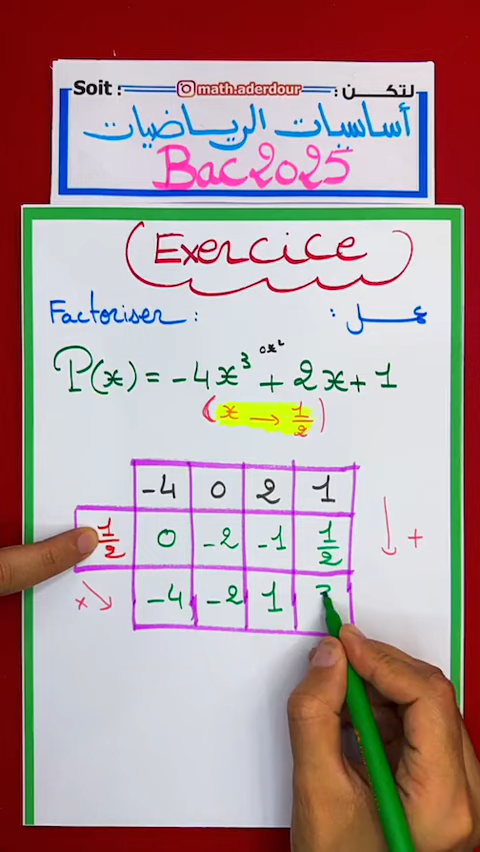 Soit : math.aderdour لتكن :
أساسيات الرياضيات
Bac2025
(Exercice)
Factoriser : عمل :
0x²
P(x) = -4x³ + 2x + 1
(x → 1/2)
-4 0 2 1
1/2 0 -2 -1 1/2
↓ +
× ↘ -4 -2 1